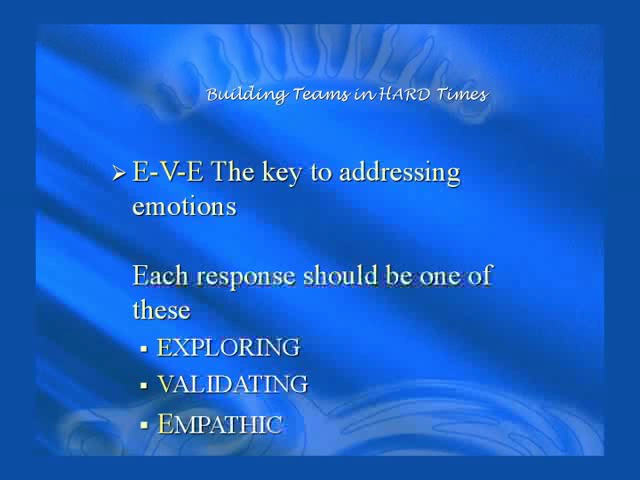 Building Teams in HARD Times
E-V-E The key to addressing
emotions
Each response should be one of
these
EXPLORING
VALIDATING
EMPATHIC